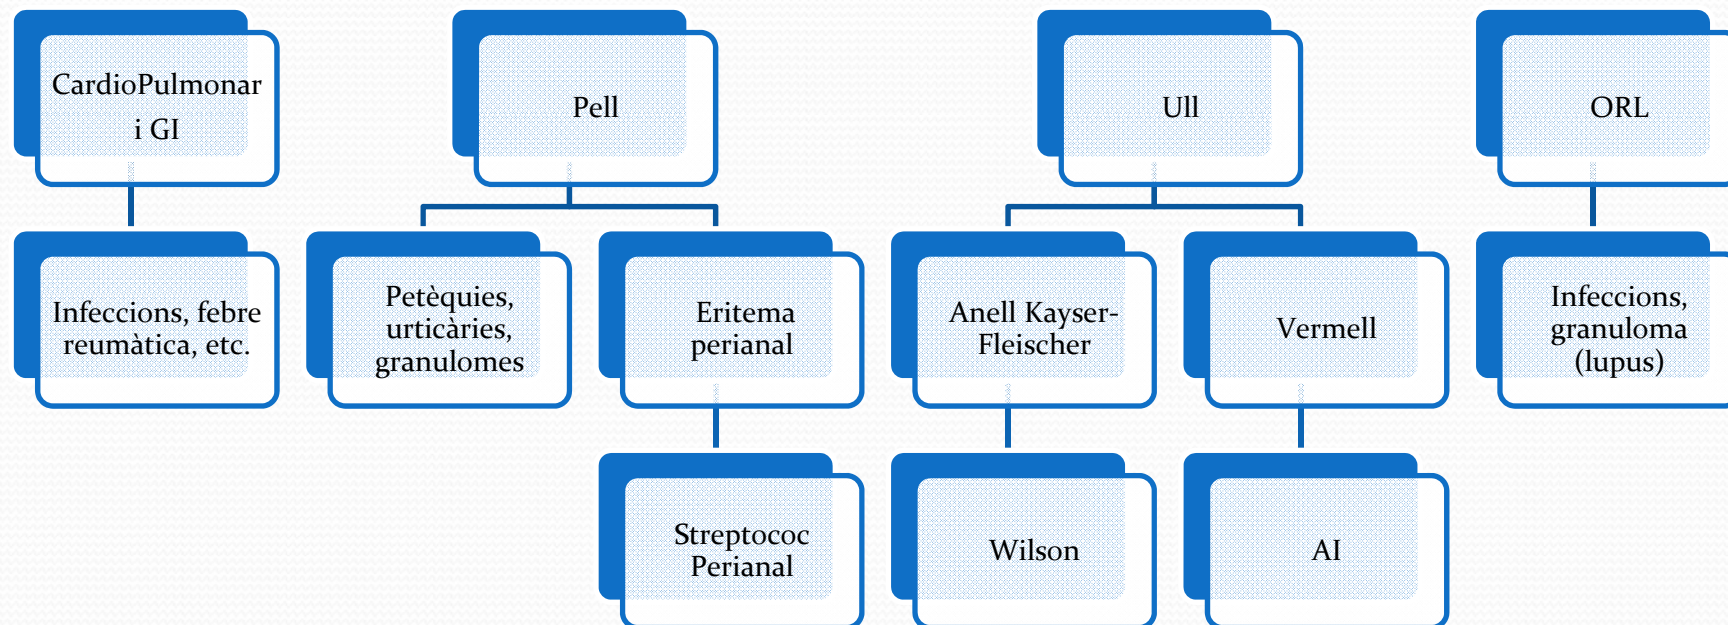 CardioPulmonar
i GI
Pell
Ull
ORL
Infeccions, febre
reumàtica, etc.
Petèquies,
urticàries,
granulomes
Eritema
perianal
Anell Kayser-
Fleischer
Vermell
Infeccions,
granuloma
(lupus)
Streptococ
Perianal
Wilson
AI